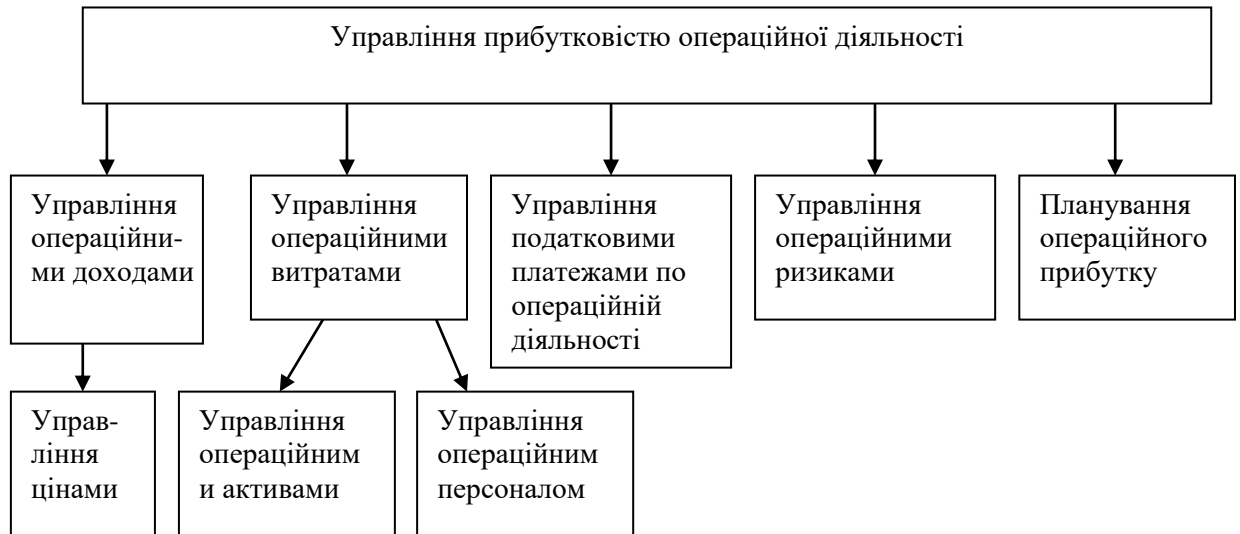 Управління прибутковістю операційної діяльності
Управління
операційни-
ми доходами
Управління
операційними
витратами
Управління
податковими
платежами по
операційній
діяльності
Управління
операційними
ризиками
Планування
операційного
прибутку
Управ-
ління
цінами
Управління
операційним
и активами
Управління
операційним
персоналом